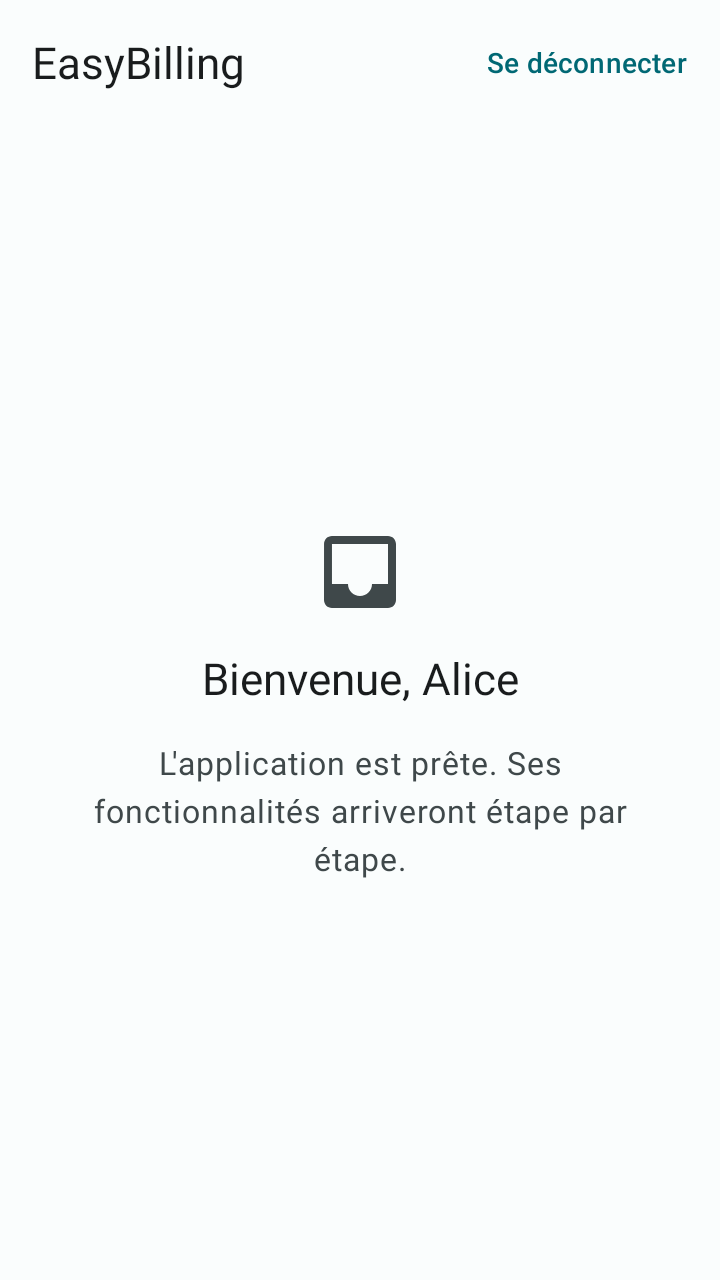 EasyBilling
Se déconnecter
Bienvenue, Alice
L'application est prête. Ses
fonctionnalités arriveront étape par
étape.